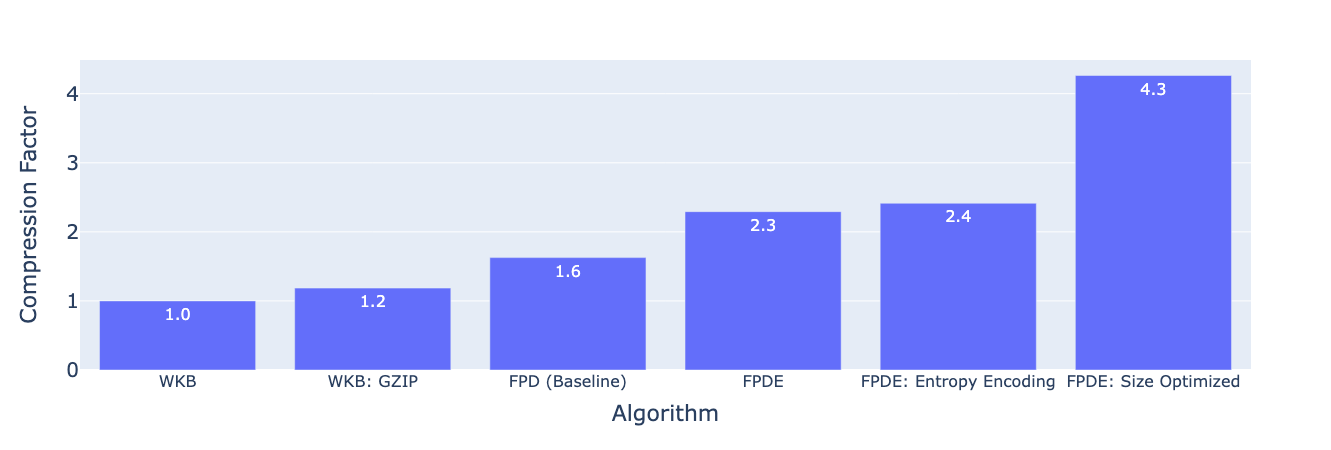 Compression Factor
4
3
2
1
0
1.0
1.2
1.6
2.3
2.4
4.3
WKB
WKB: GZIP
FPD (Baseline)
FPDE
FPDE: Entropy Encoding
FPDE: Size Optimized
Algorithm